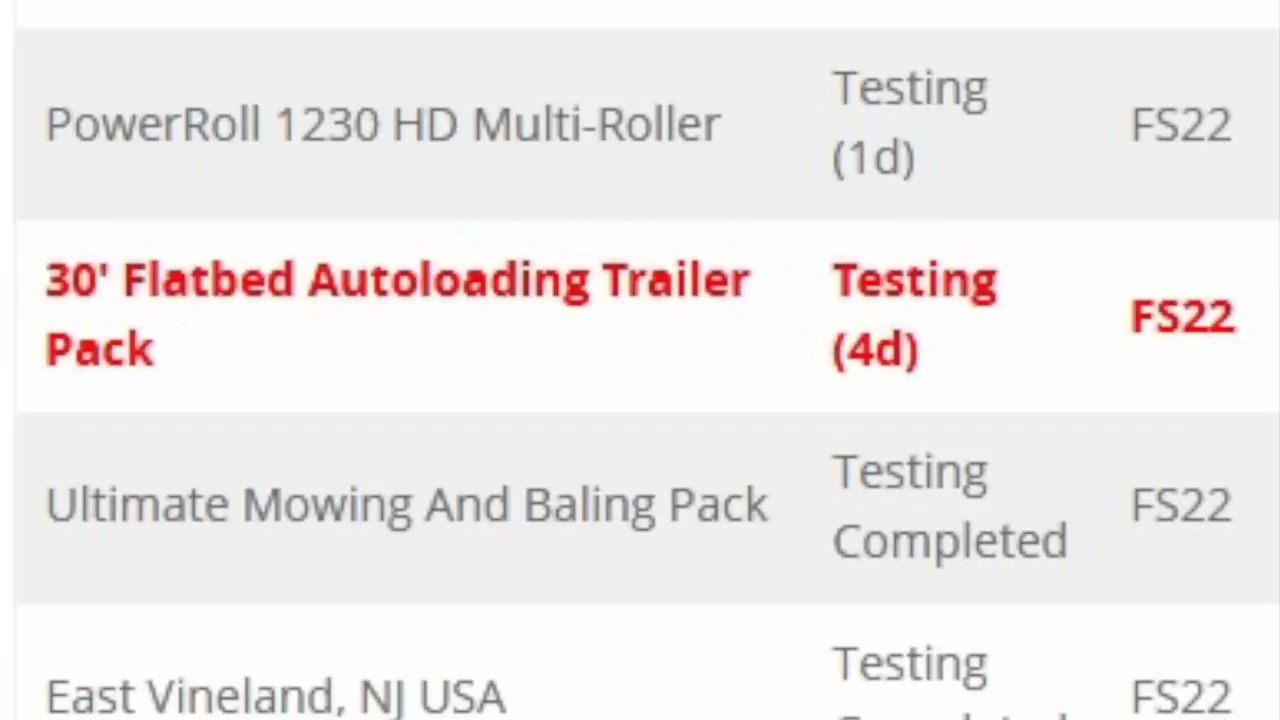 PowerRoll 1230 HD Multi-Roller
Testing
(1d)
FS22
30' Flatbed Autoloading Trailer
Pack
Testing
(4d)
FS22
Ultimate Mowing And Baling Pack
Testing
Completed
FS22
East Vineland, NJ USA
Testing
FS22